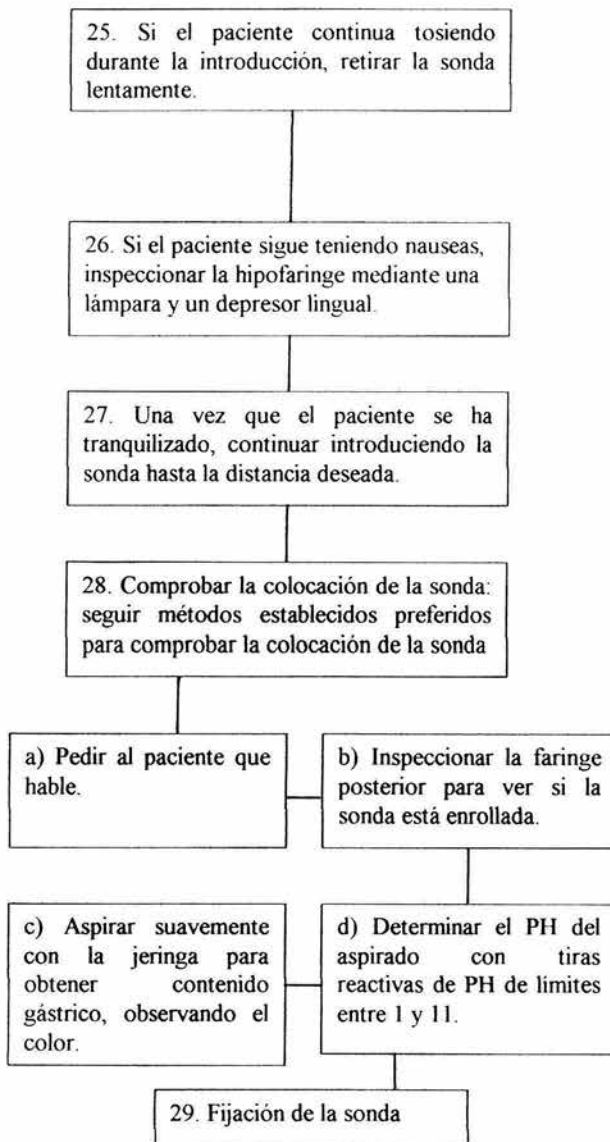 25. Si el paciente continua tosiendo
durante la introducción, retirar la sonda
lentamente.
26. Si el paciente sigue teniendo nauseas,
inspeccionar la hipofaringe mediante una
lámpara y un depresor lingual.
27. Una vez que el paciente se ha
tranquilizado, continuar introduciendo la
sonda hasta la distancia deseada.
28. Comprobar la colocación de la sonda:
seguir métodos establecidos preferidos
para comprobar la colocación de la sonda
a) Pedir al paciente que
hable.
b) Inspeccionar la faringe
posterior para ver si la
sonda está enrollada.
c) Aspirar suavemente
con la jeringa para
obtener contenido
gástrico, observando el
color.
d) Determinar el PH del
aspirado con tiras
reactivas de PH de límites
entre 1 y 11.
29. Fijación de la sonda